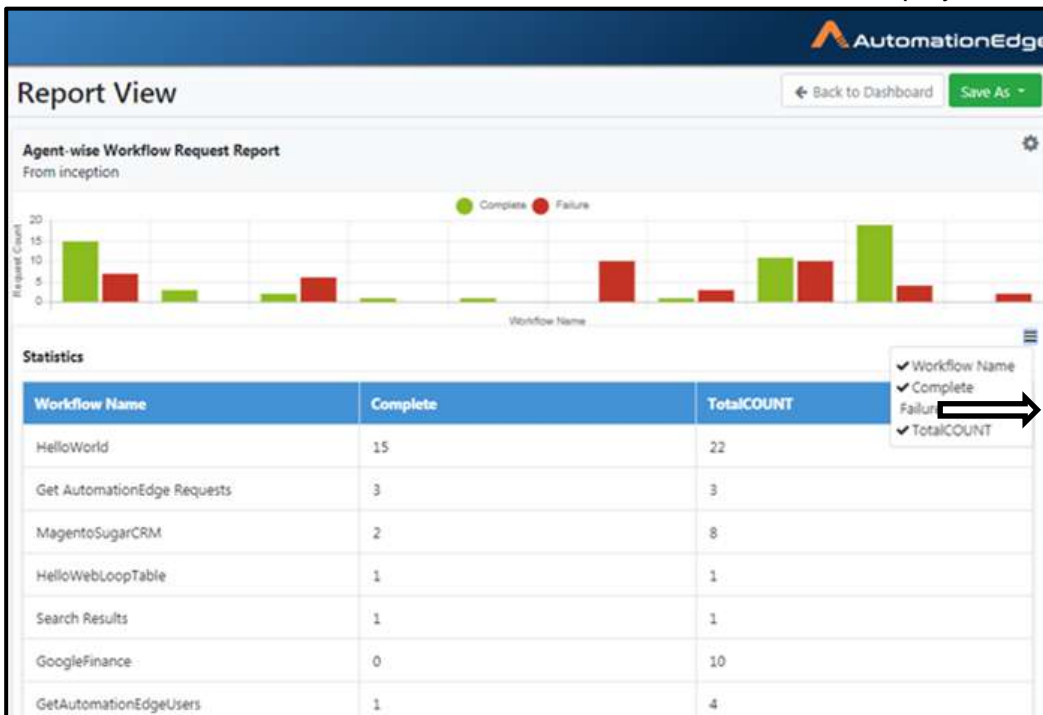 AutomationEdge
Report View
Back to Dashboard
Save As
Agent-wise Workflow Request Report
From inception
Complete Failure
20
15
10
5
0
Request Count
Workflow Name
Statistics
Workflow Name
Complete
Failure
TotalCOUNT
Workflow Name Complete TotalCOUNT
HelloWorld 15 22
Get AutomationEdge Requests 3 3
MagentoSugarCRM 2 8
HelloWebLoopTable 1 1
Search Results 1 1
GoogleFinance 0 10
GetAutomationEdgeUsers 1 4